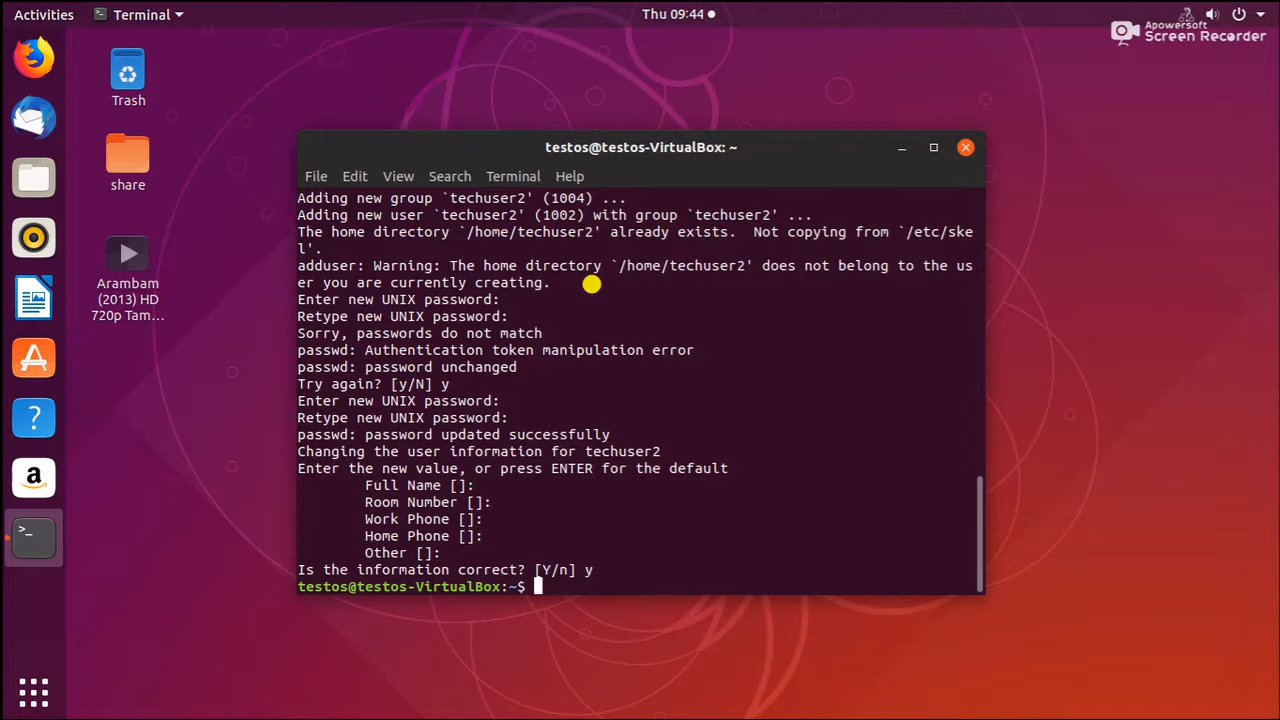 Activities
Terminal
Thu 09:44
Apowersoft
Screen Recorder
Trash
share
Arambam
(2013) HD
720p Tam...
testos@testos-VirtualBox: ~
File Edit View Search Terminal Help
Adding new group `techuser2' (1004) ...
Adding new user `techuser2' (1002) with group `techuser2' ...
The home directory `/home/techuser2' already exists.  Not copying from `/etc/ske
l'.
adduser: Warning: The home directory `/home/techuser2' does not belong to the us
er you are currently creating.
Enter new UNIX password:
Retype new UNIX password:
Sorry, passwords do not match
passwd: Authentication token manipulation error
passwd: password unchanged
Try again? [y/N] y
Enter new UNIX password:
Retype new UNIX password:
passwd: password updated successfully
Changing the user information for techuser2
Enter the new value, or press ENTER for the default
Full Name []:
Room Number []:
Work Phone []:
Home Phone []:
Other []:
Is the information correct? [Y/n] y
testos@testos-VirtualBox:~$